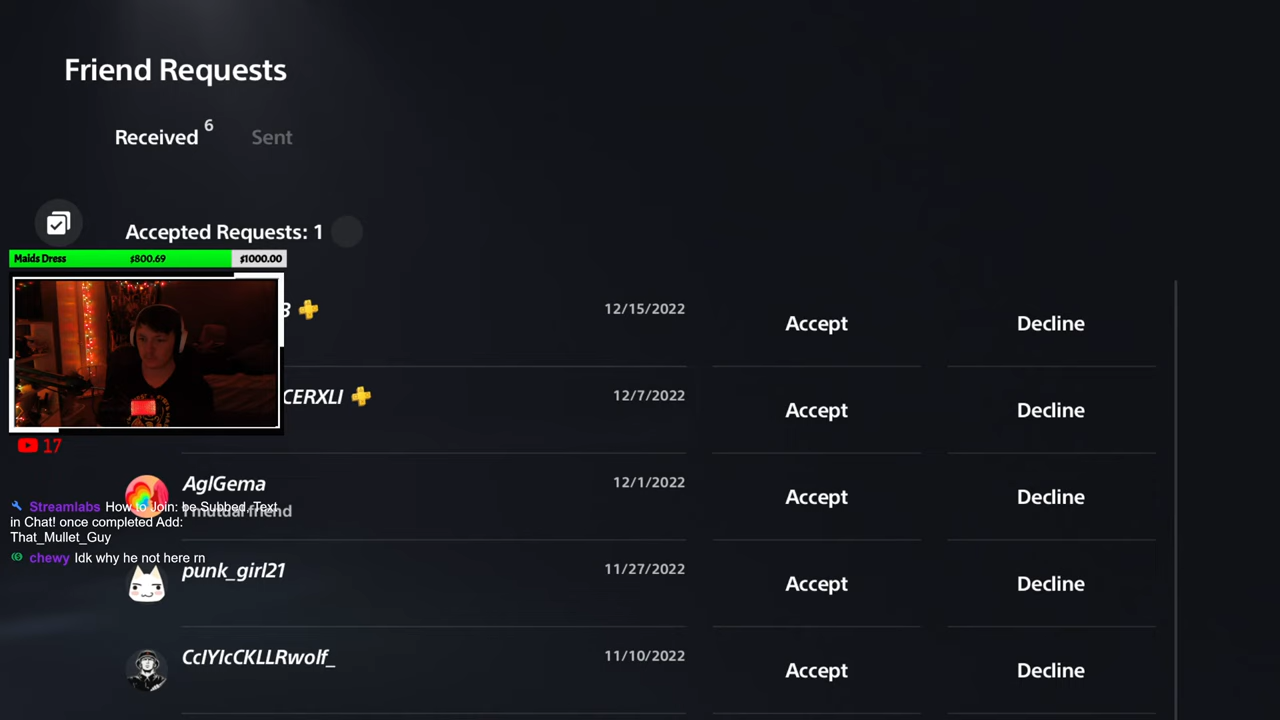 Friend Requests
Received 6 Sent
Accepted Requests: 1
Maids Dress $800.69 $1000.00
12/15/2022 Accept Decline
CERXLI 12/7/2022 Accept Decline
17
AglGema 12/1/2022 Accept Decline
1 mutual friend
Streamlabs How to Join: be Subbed, Text
in Chat! once completed Add:
That_Mullet_Guy
chewy Idk why he not here rn
punk_girl21 11/27/2022 Accept Decline
11/10/2022 Accept Decline